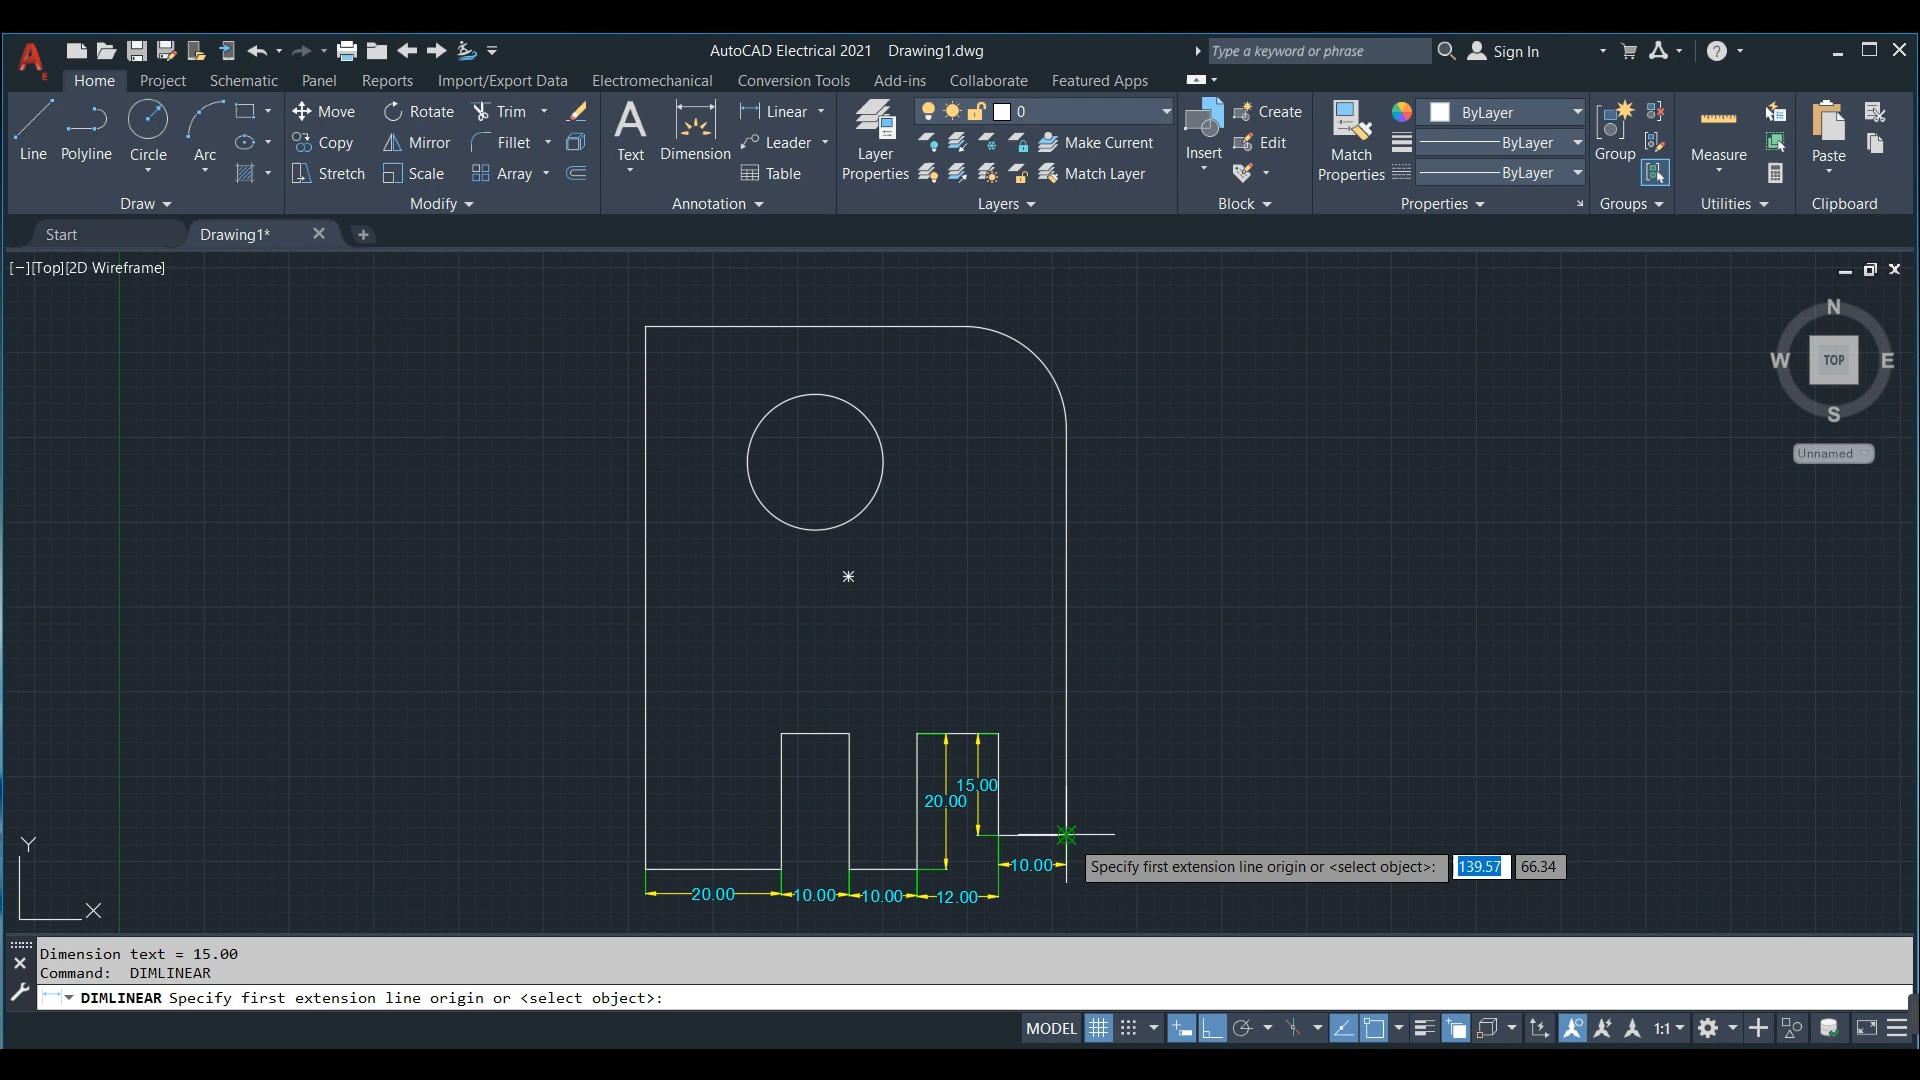 AutoCAD Electrical 2021 Drawing1.dwg Type a keyword or phrase Sign In
Home Project Schematic Panel Reports Import/Export Data Electromechanical Conversion Tools Add-ins Collaborate Featured Apps
Move Rotate Trim Linear 0 Create ByLayer
Copy Mirror Fillet Leader Make Current Edit ByLayer
Line Polyline Circle Arc Text Dimension Layer Properties Insert Match Properties Group Measure Paste
Stretch Scale Array Table Match Layer ByLayer
Draw Modify Annotation Layers Block Properties Groups Utilities Clipboard
Start Drawing1*
[−][Top][2D Wireframe]
N
W TOP E
S
Unnamed
15.00
20.00
Y
10.00 Specify first extension line origin or <select object>: 139.57 66.34
20.00 10.00 10.00 12.00
X
Dimension text = 15.00
Command: DIMLINEAR
DIMLINEAR Specify first extension line origin or <select object>:
MODEL 1:1